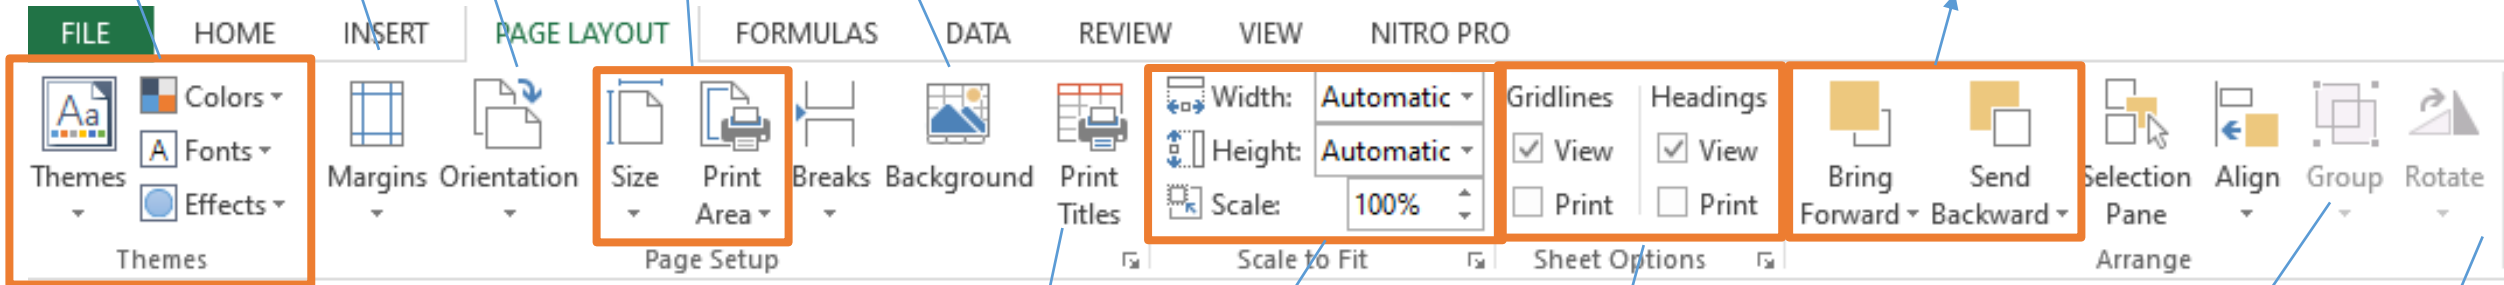 FILE HOME INSERT PAGE LAYOUT FORMULAS DATA REVIEW VIEW NITRO PRO
Aa
Themes
Colors
A Fonts
Effects
Themes
Margins
Orientation
Size
Print
Area
Breaks
Background
Print
Titles
Page Setup
Width: Automatic
Height: Automatic
Scale: 100%
Scale to Fit
Gridlines
View
Print
Headings
View
Print
Sheet Options
Bring
Forward
Send
Backward
Selection
Pane
Align
Group
Rotate
Arrange